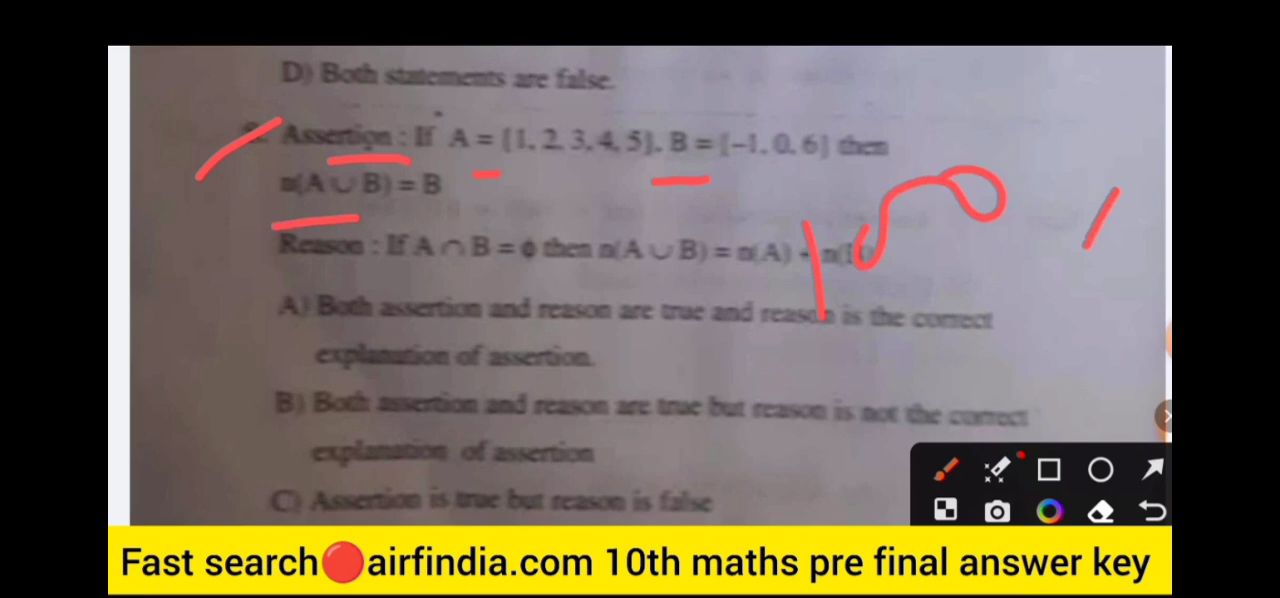 D) Both statements are false.
Assertion : If A = {1, 2, 3, 4, 5}, B = {-1, 0, 6} then
n(A ∪ B) = B
Reason : If A ∩ B = ϕ then n(A ∪ B) = n(A) +
A) Both assertion and reason are true and reason is the correct
explanation of assertion.
B) Both assertion and reason are true but reason is not the correct
explanation of assertion
C) Assertion is true but reason is false
Fast search🔴airfindia.com 10th maths pre final answer key